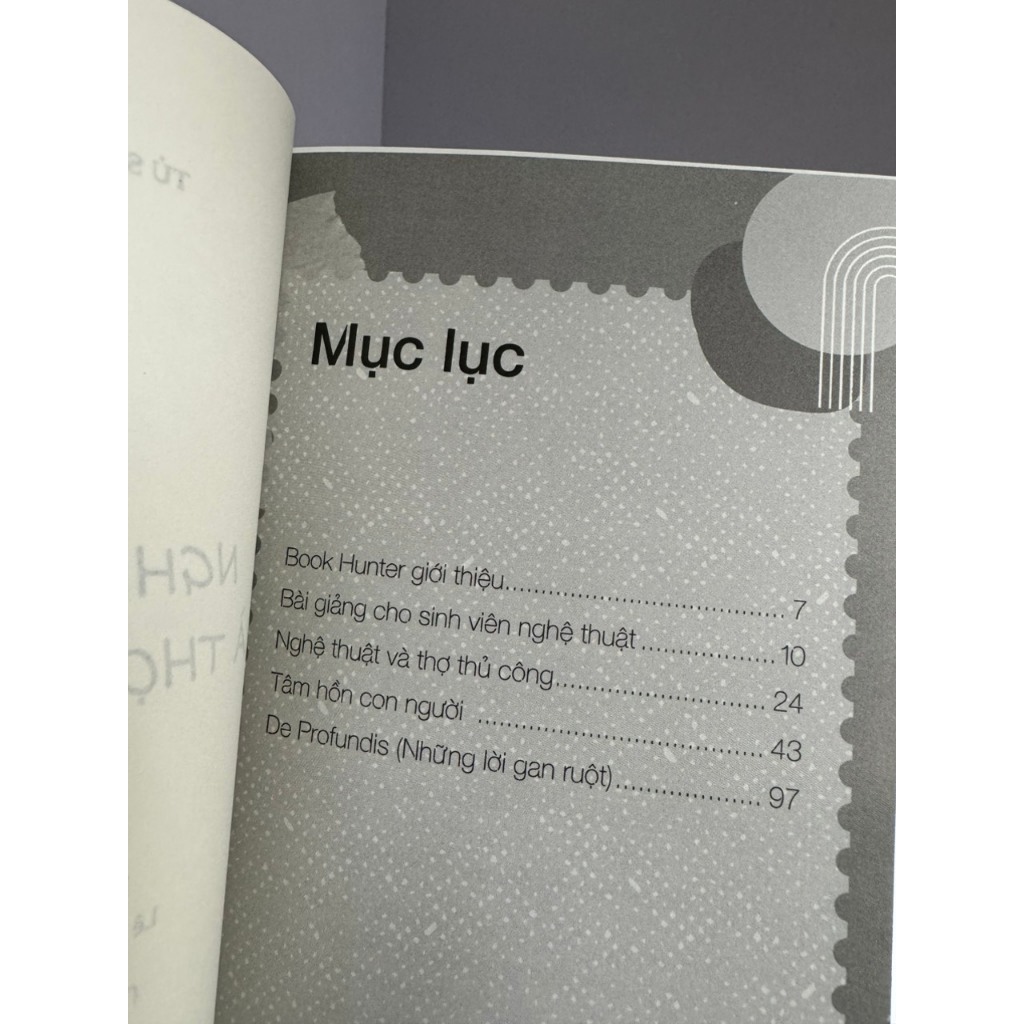 Mục lục
Book Hunter giới thiệu............................................ 7
Bài giảng cho sinh viên nghệ thuật...................10
Nghệ thuật và thợ thủ công.............................. 24
Tâm hồn con người ........................................ 43
De Profundis (Những lời gan ruột).................... 97